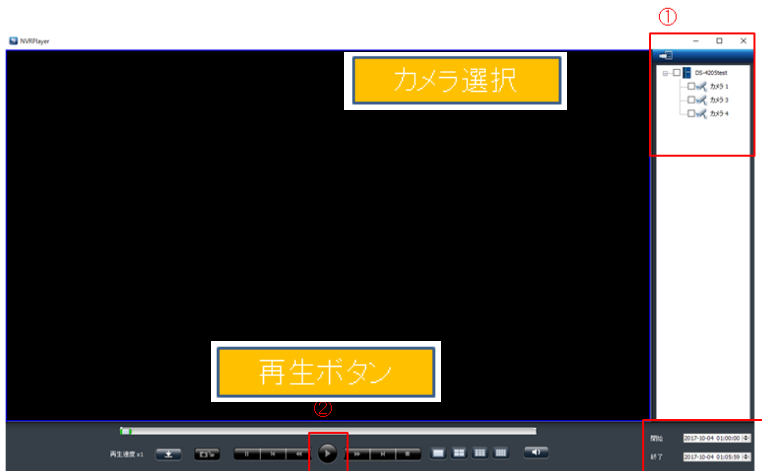 ①
NVRPlayer
カメラ選択
DS-4205test
カメラ 1
カメラ 3
カメラ 4
再生ボタン
②
再生速度 x1
開始 2017-10-04 01:00:00
終了 2017-10-04 01:05:59